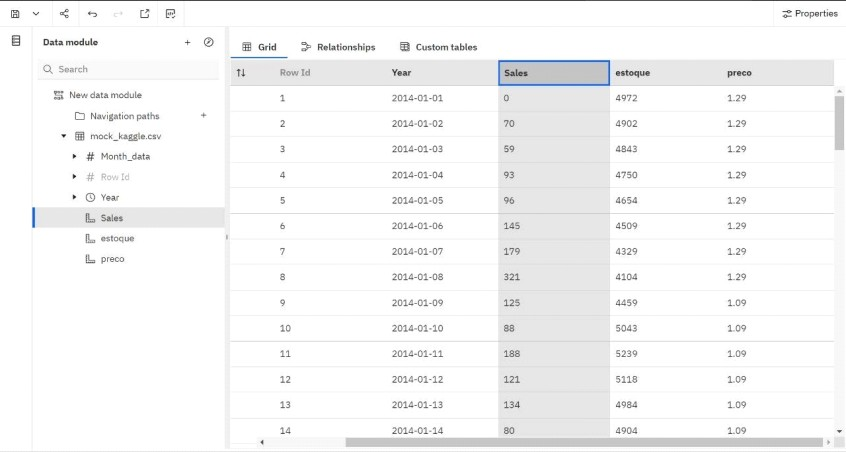 Properties
Data module
Search
New data module
Navigation paths
mock_kaggle.csv
# Month_data
# Row Id
Year
Sales
estoque
preco
Grid Relationships Custom tables
Row Id Year Sales estoque preco
1 2014-01-01 0 4972 1.29
2 2014-01-02 70 4902 1.29
3 2014-01-03 59 4843 1.29
4 2014-01-04 93 4750 1.29
5 2014-01-05 96 4654 1.29
6 2014-01-06 145 4509 1.29
7 2014-01-07 179 4329 1.29
8 2014-01-08 321 4104 1.29
9 2014-01-09 125 4459 1.09
10 2014-01-10 88 5043 1.09
11 2014-01-11 188 5239 1.09
12 2014-01-12 121 5118 1.09
13 2014-01-13 134 4984 1.09
14 2014-01-14 80 4904 1.09